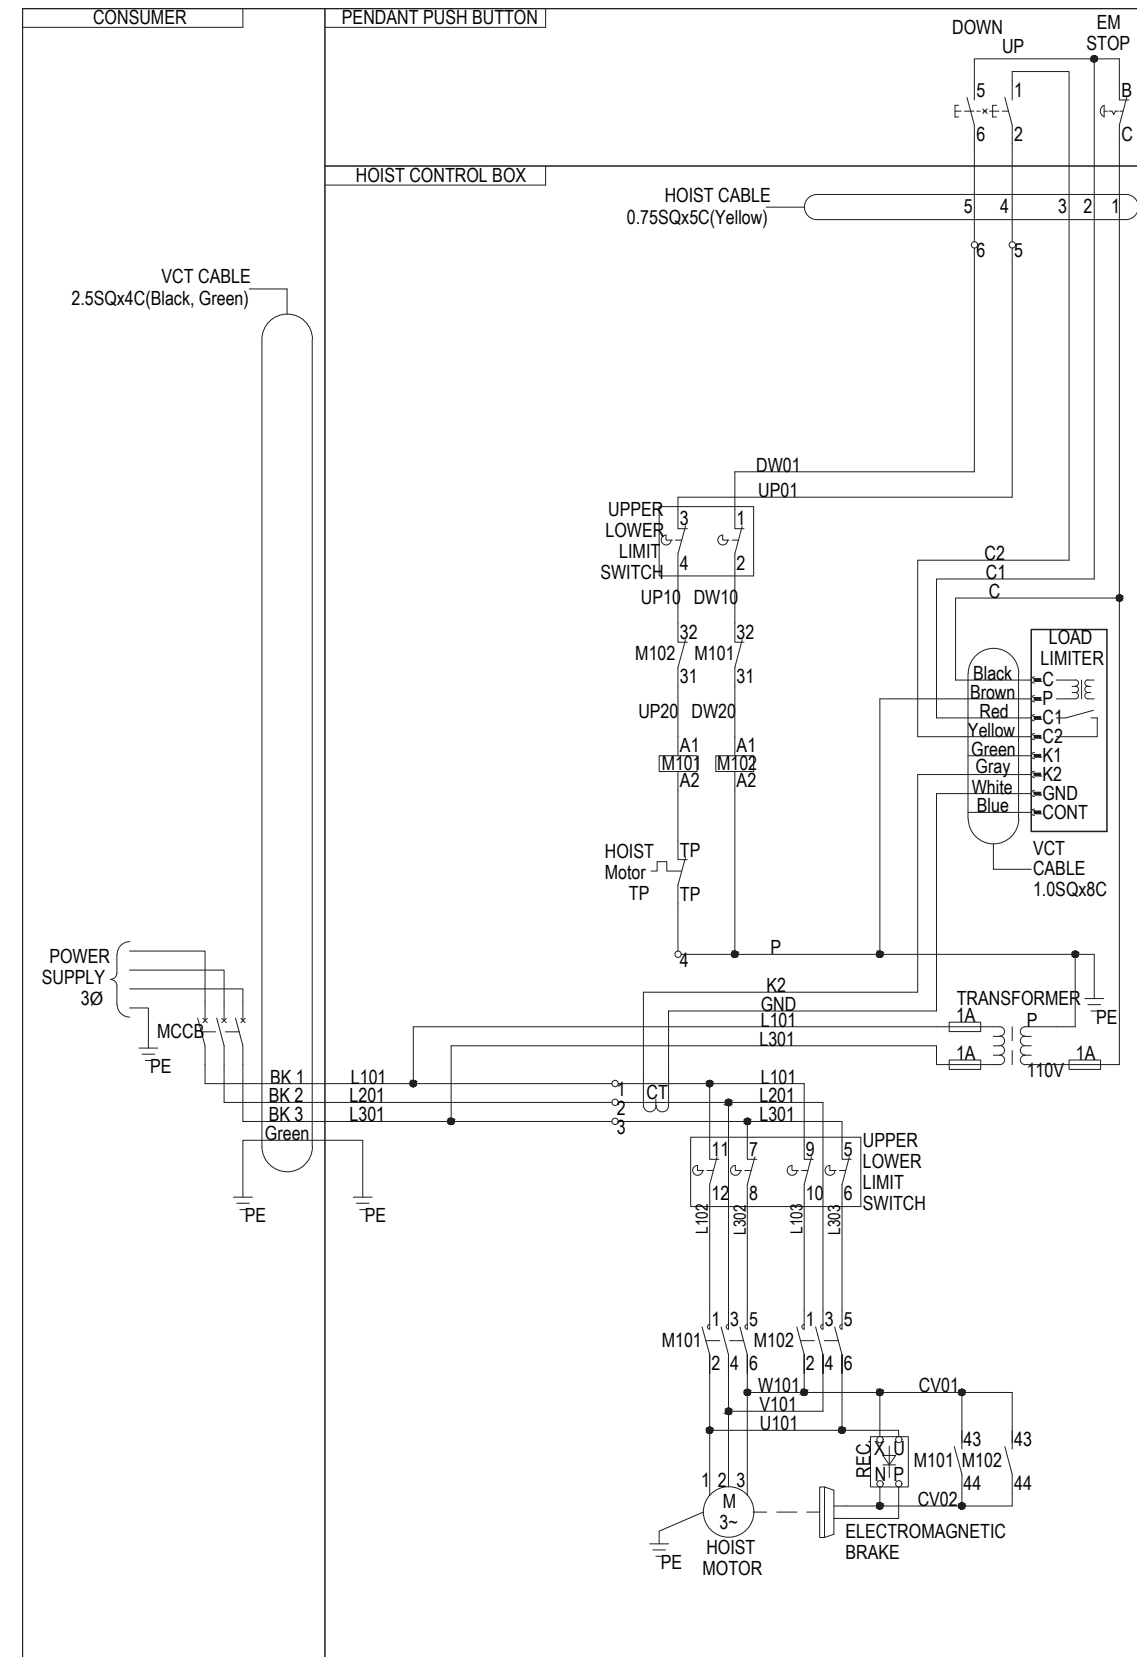 CONSUMER
PENDANT PUSH BUTTON
DOWN
UP
EM
STOP
5
1
B
6
2
C
HOIST CONTROL BOX
HOIST CABLE
0.75SQx5C(Yellow)
5 4 3 2 1
6 5
VCT CABLE
2.5SQx4C(Black, Green)
DW01
UP01
UPPER
LOWER
LIMIT
SWITCH
3 1
4 2
UP10 DW10
C2
C1
C
32 32
M102 M101
31 31
UP20 DW20
A1 A1
M101 M102
A2 A2
LOAD
LIMITER
Black C
Brown P
Red C1
Yellow C2
Green K1
Gray K2
White GND
Blue CONT
VCT
CABLE
1.0SQx8C
HOIST
Motor
TP
TP
TP
4
P
POWER
SUPPLY
3Ø
MCCB
PE
K2
GND
L101
L301
TRANSFORMER
1A
P
PE
1A
110V
1A
BK 1 L101
BK 2 L201
BK 3 L301
Green
1
2
3
CT
L101
L201
L301
PE
PE
11 7 9 5
12 8 10 6
UPPER
LOWER
LIMIT
SWITCH
L102 L302 L103 L303
1 3 5
M101
2 4 6
1 3 5
M102
2 4 6
W101
V101
U101
CV01
REC.
X U
N P
43
M101
44
43
M102
44
CV02
1 2 3
M
3~
PE
HOIST
MOTOR
ELECTROMAGNETIC
BRAKE